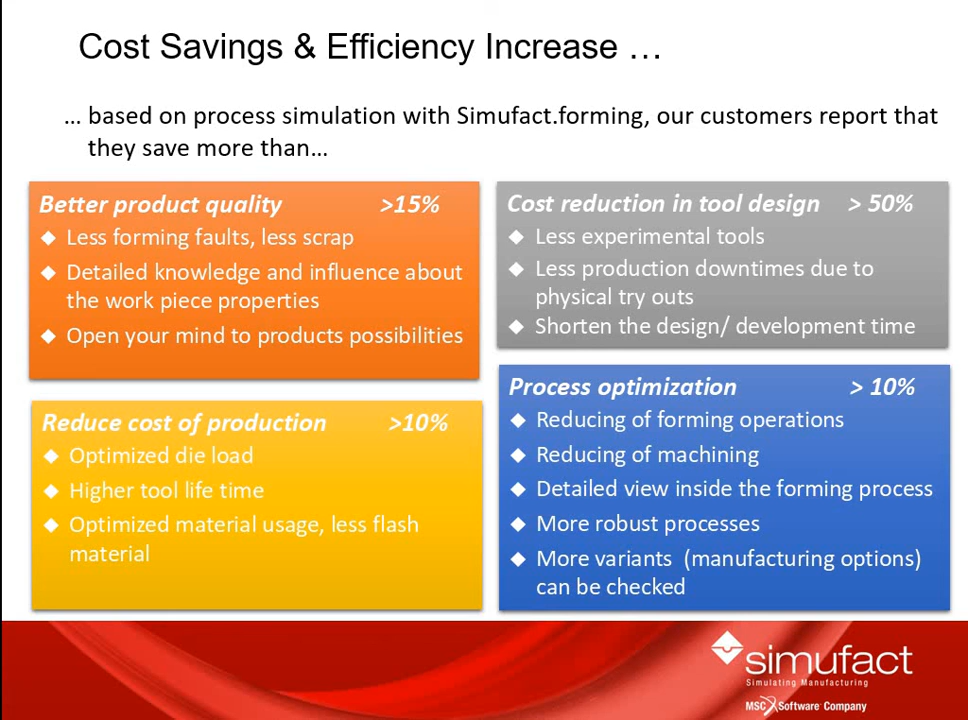 Cost Savings & Efficiency Increase …
… based on process simulation with Simufact.forming, our customers report that
they save more than…
Better product quality >15%
◆ Less forming faults, less scrap
◆ Detailed knowledge and influence about
the work piece properties
◆ Open your mind to products possibilities
Cost reduction in tool design > 50%
◆ Less experimental tools
◆ Less production downtimes due to
physical try outs
◆ Shorten the design/ development time
Reduce cost of production >10%
◆ Optimized die load
◆ Higher tool life time
◆ Optimized material usage, less flash
material
Process optimization > 10%
◆ Reducing of forming operations
◆ Reducing of machining
◆ Detailed view inside the forming process
◆ More robust processes
◆ More variants (manufacturing options)
can be checked
simufact
Simulating Manufacturing
MSC Software Company